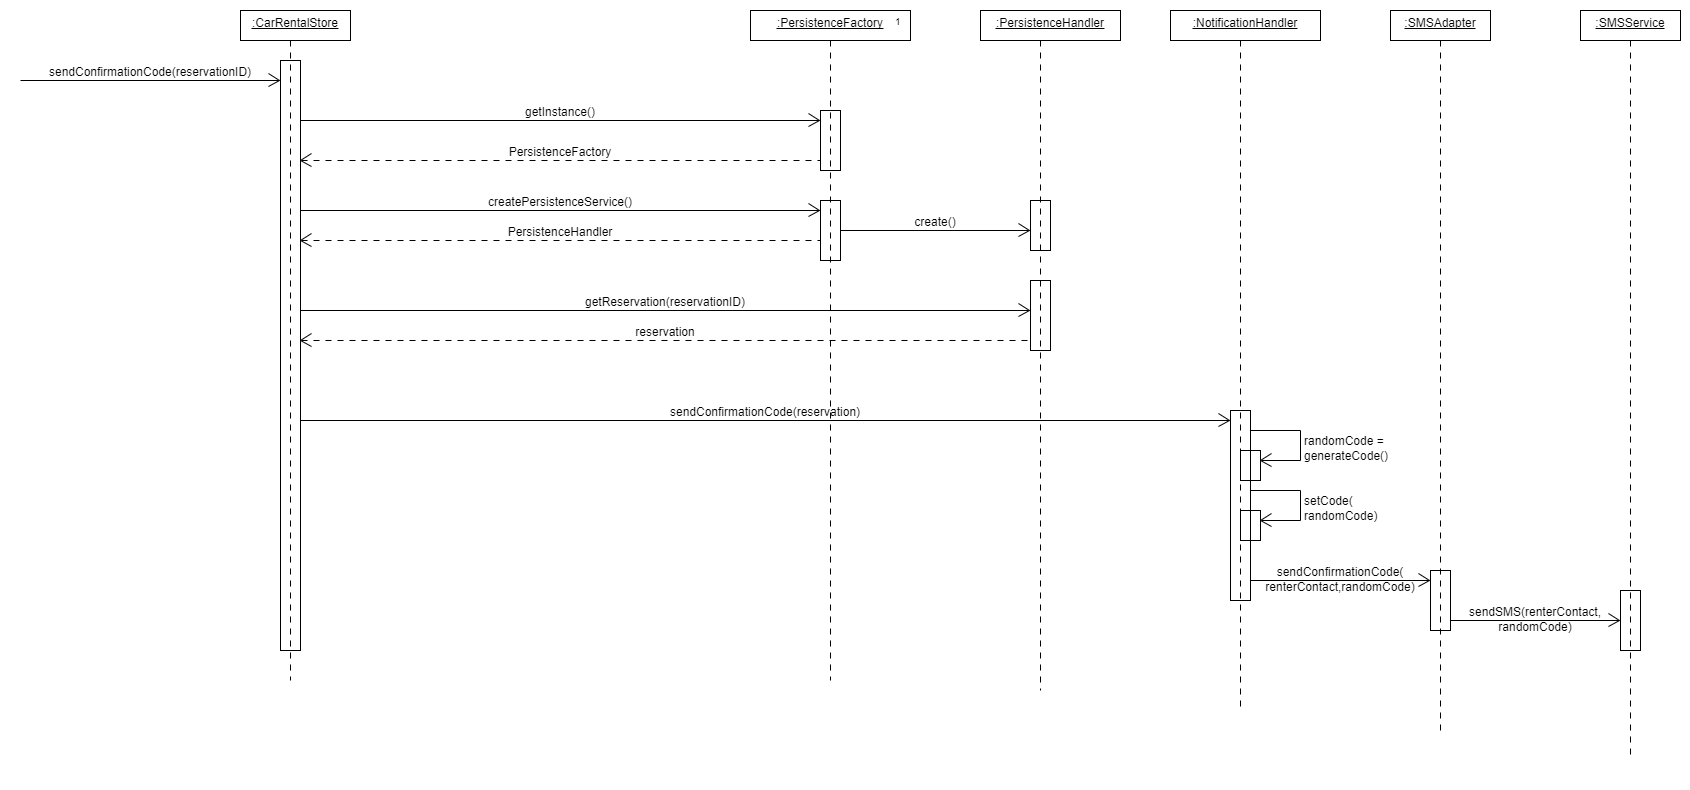 :CarRentalStore
:PersistenceFactory 1
:PersistenceHandler
:NotificationHandler
:SMSAdapter
:SMSService
sendConfirmationCode(reservationID)
getInstance()
PersistenceFactory
createPersistenceService()
create()
PersistenceHandler
getReservation(reservationID)
reservation
sendConfirmationCode(reservation)
randomCode =
generateCode()
setCode(
randomCode)
sendConfirmationCode(
renterContact,randomCode)
sendSMS(renterContact,
randomCode)